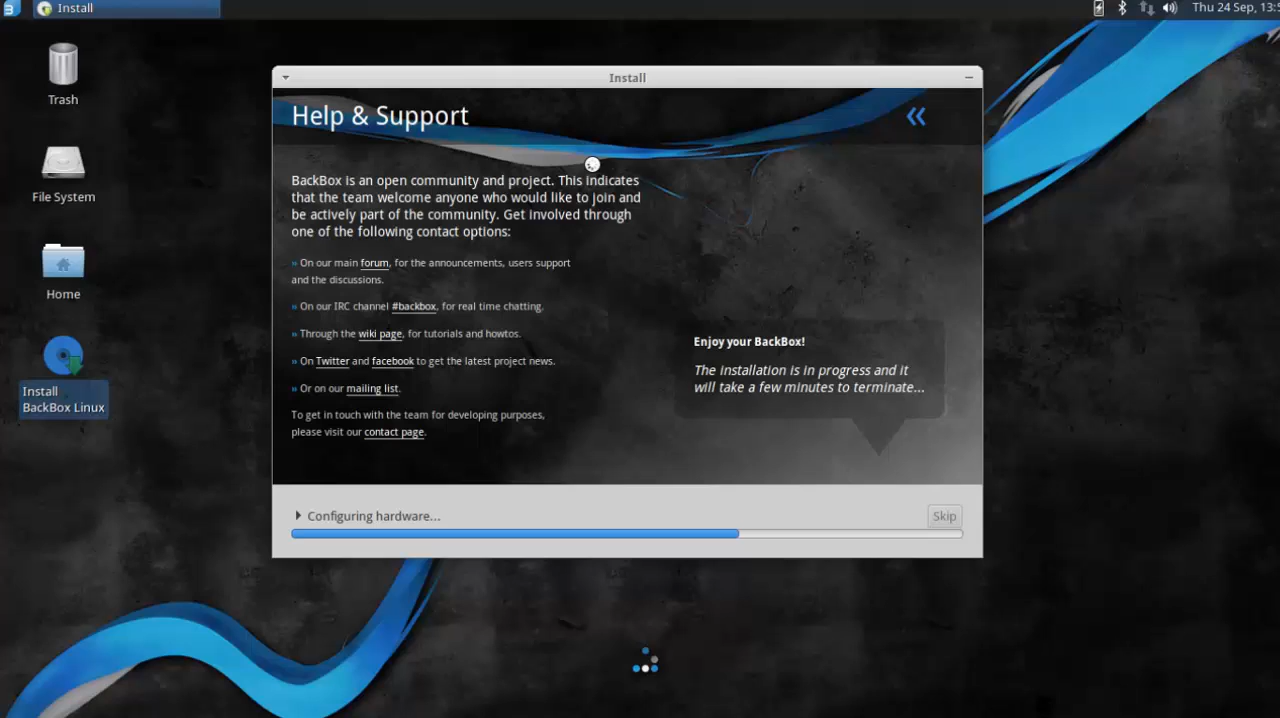 Install
Thu 24 Sep, 13:5
Trash
File System
Home
Install
BackBox Linux
Install
Help & Support
BackBox is an open community and project. This indicates
that the team welcome anyone who would like to join and
be actively part of the community. Get involved through
one of the following contact options:
» On our main forum, for the announcements, users support
and the discussions.
» On our IRC channel #backbox, for real time chatting.
» Through the wiki page, for tutorials and howtos.
» On Twitter and facebook to get the latest project news.
» Or on our mailing list.
To get in touch with the team for developing purposes,
please visit our contact page.
Enjoy your BackBox!
The installation is in progress and it
will take a few minutes to terminate...
Configuring hardware...
Skip